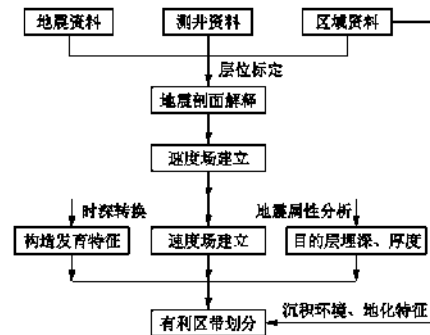 地震资料 测井资料 区域资料
层位标定
地震剖面解释
速度场建立
时深转换 地震属性分析
构造发育特征 速度场建立 目的层埋深、厚度
沉积环境、地化特征
有利区带划分